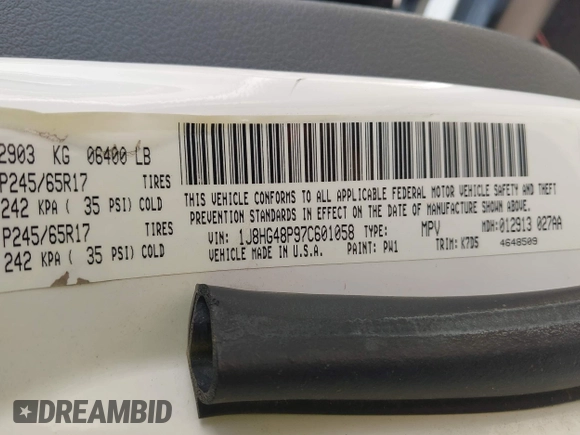 2903 KG 06400 LB
P245/65R17 TIRES
242 KPA ( 35 PSI) COLD
P245/65R17 TIRES
242 KPA ( 35 PSI) COLD
THIS VEHICLE CONFORMS TO ALL APPLICABLE FEDERAL MOTOR VEHICLE SAFETY AND THEFT
PREVENTION STANDARDS IN EFFECT ON THE DATE OF MANUFACTURE SHOWN ABOVE.
VIN: 1J8HG48P97C601058 TYPE: MPV MDH: 012913 027AA
VEHICLE MADE IN U.S.A. PAINT: PW1 TRIM: K7D5 4648509
DREAMBID